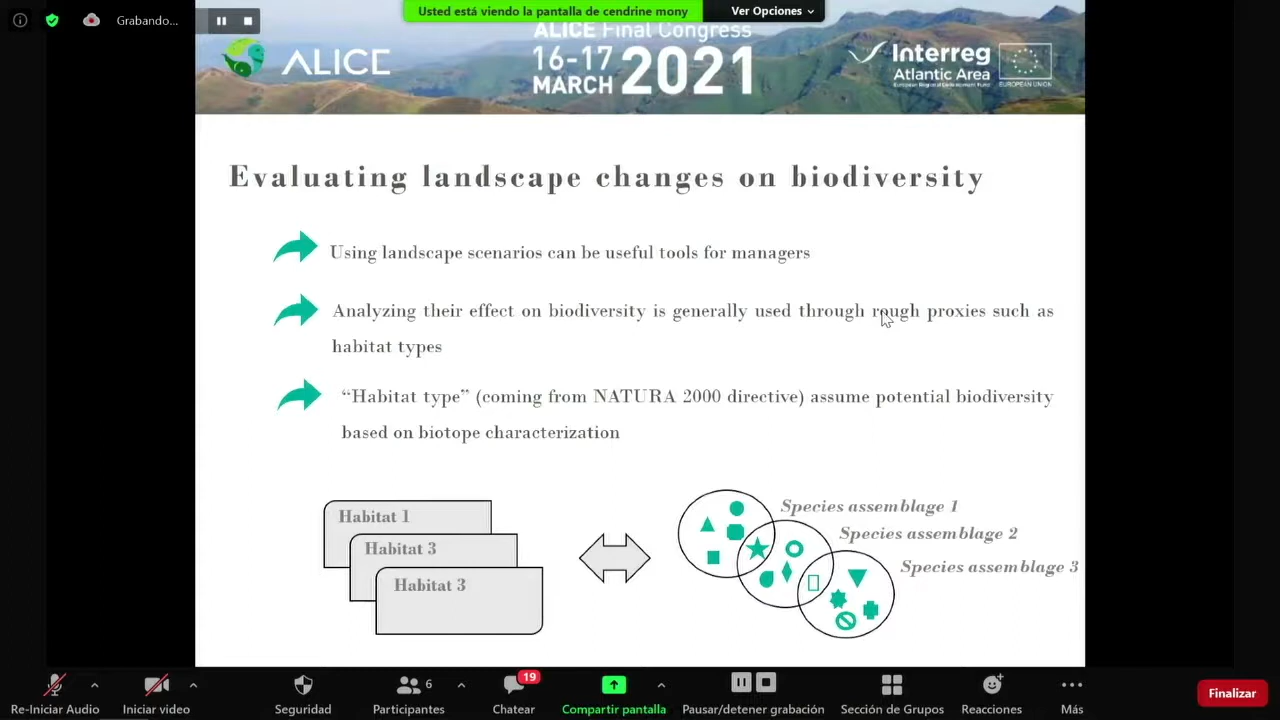 Grabando...
Usted está viendo la pantalla de cendrine mony
Ver Opciones
ALICE
ALICE Final Congress
16-17
MARCH 2021
Interreg
Atlantic Area
European Regional Development Fund
EUROPEAN UNION
Evaluating landscape changes on biodiversity
Using landscape scenarios can be useful tools for managers
Analyzing their effect on biodiversity is generally used through rough proxies such as
habitat types
“Habitat type” (coming from NATURA 2000 directive) assume potential biodiversity
based on biotope characterization
Habitat 1
Habitat 3
Habitat 3
Species assemblage 1
Species assemblage 2
Species assemblage 3
Re-Iniciar Audio
Iniciar video
Seguridad
6
Participantes
19
Chatear
Compartir pantalla
Pausar/detener grabación
Sección de Grupos
Reacciones
Más
Finalizar